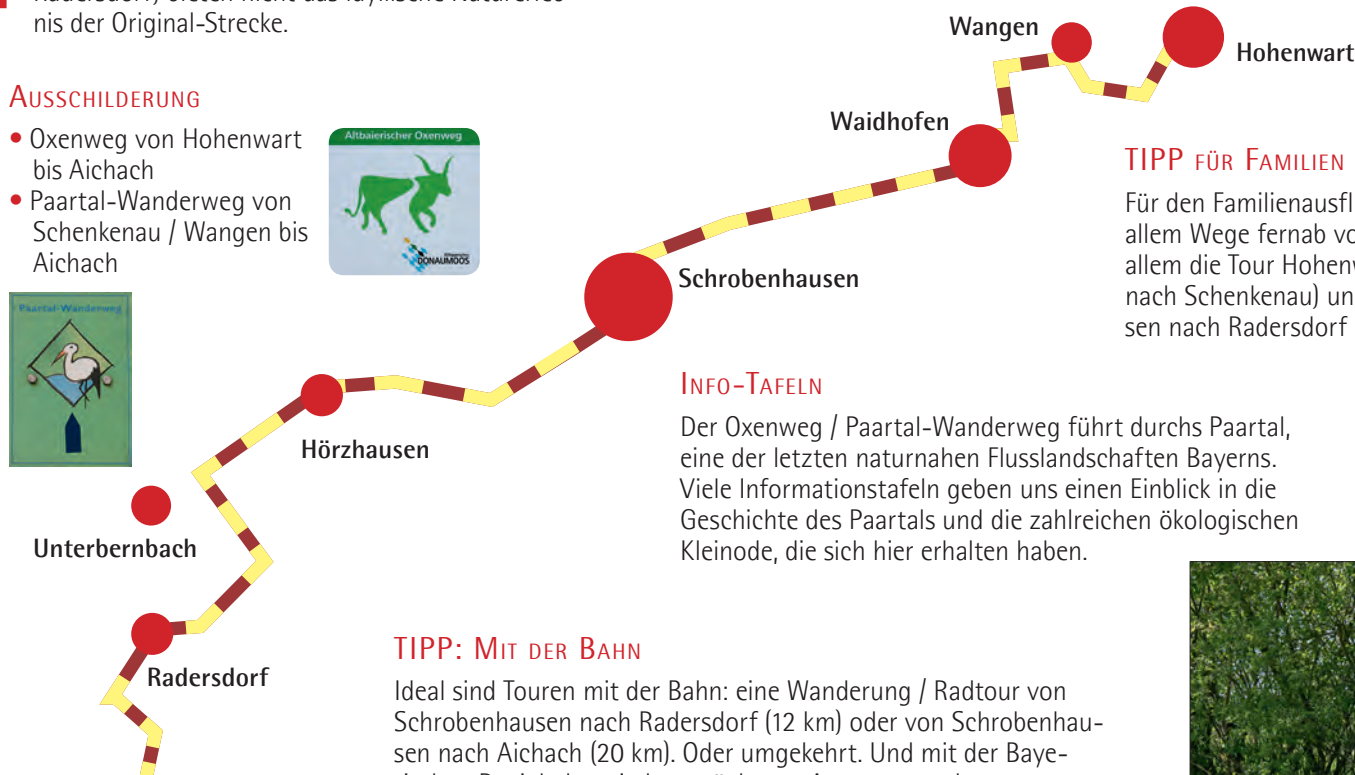 nis der Original-Strecke.
AUSSCHILDERUNG
• Oxenweg von Hohenwart
bis Aichach
• Paartal-Wanderweg von
Schenkenau / Wangen bis
Aichach
Altbaierischer Oxenweg
DONAUMOOS
Paartal-Wanderweg
Wangen
Hohenwart
Waidhofen
Schrobenhausen
Hörzhausen
Unterbernbach
Radersdorf
TIPP FÜR FAMILIEN
Für den Familienausfl
allem Wege fernab vo
allem die Tour Hohenw
nach Schenkenau) un
sen nach Radersdorf
INFO-TAFELN
Der Oxenweg / Paartal-Wanderweg führt durchs Paartal,
eine der letzten naturnahen Flusslandschaften Bayerns.
Viele Informationstafeln geben uns einen Einblick in die
Geschichte des Paartals und die zahlreichen ökologischen
Kleinode, die sich hier erhalten haben.
TIPP: MIT DER BAHN
Ideal sind Touren mit der Bahn: eine Wanderung / Radtour von
Schrobenhausen nach Radersdorf (12 km) oder von Schrobenhau-
sen nach Aichach (20 km). Oder umgekehrt. Und mit der Baye-